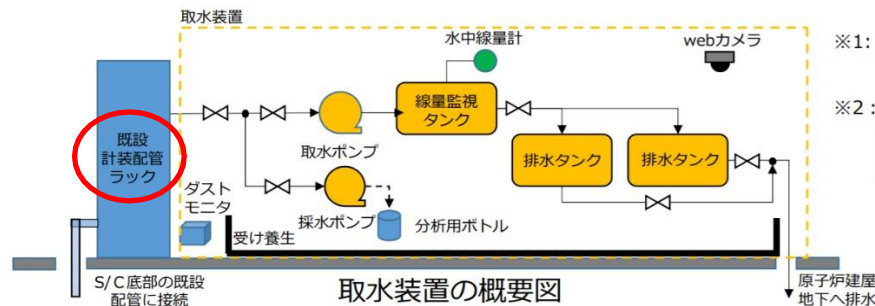 取水装置
水中線量計
webカメラ
※1:
※2：
線量監視
タンク
既設
計装配管
ラック
取水ポンプ
排水タンク
排水タンク
ダスト
モニタ
採水ポンプ
分析用ボトル
受け養生
S/C底部の既設
配管に接続
取水装置の概要図
原子炉建屋
地下へ排水